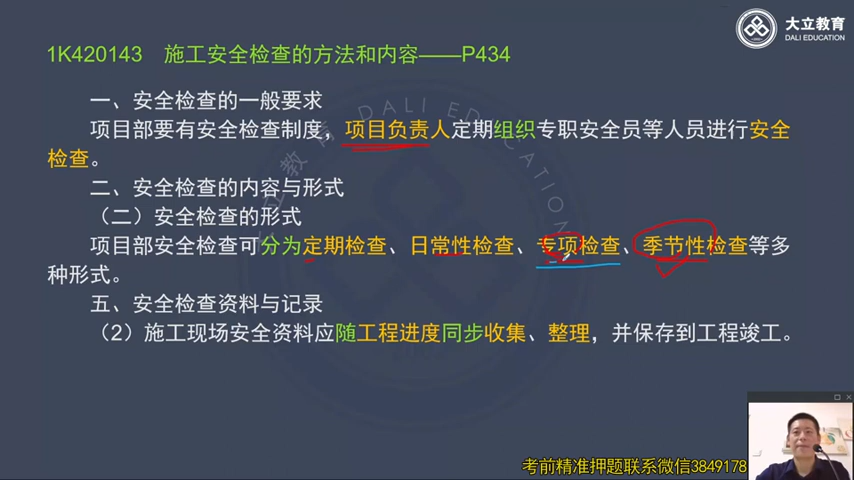 大立教育
DALI EDUCATION
1K420143 施工安全检查的方法和内容——P434
一、安全检查的一般要求
项目部要有安全检查制度，项目负责人定期组织专职安全员等人员进行安全
检查。
二、安全检查的内容与形式
（二）安全检查的形式
项目部安全检查可分为定期检查、日常性检查、专项检查、季节性检查等多
种形式。
五、安全检查资料与记录
（2）施工现场安全资料应随工程进度同步收集、整理，并保存到工程竣工。
考前精准押题联系微信3849178
大立教育 DALI EDUCATION